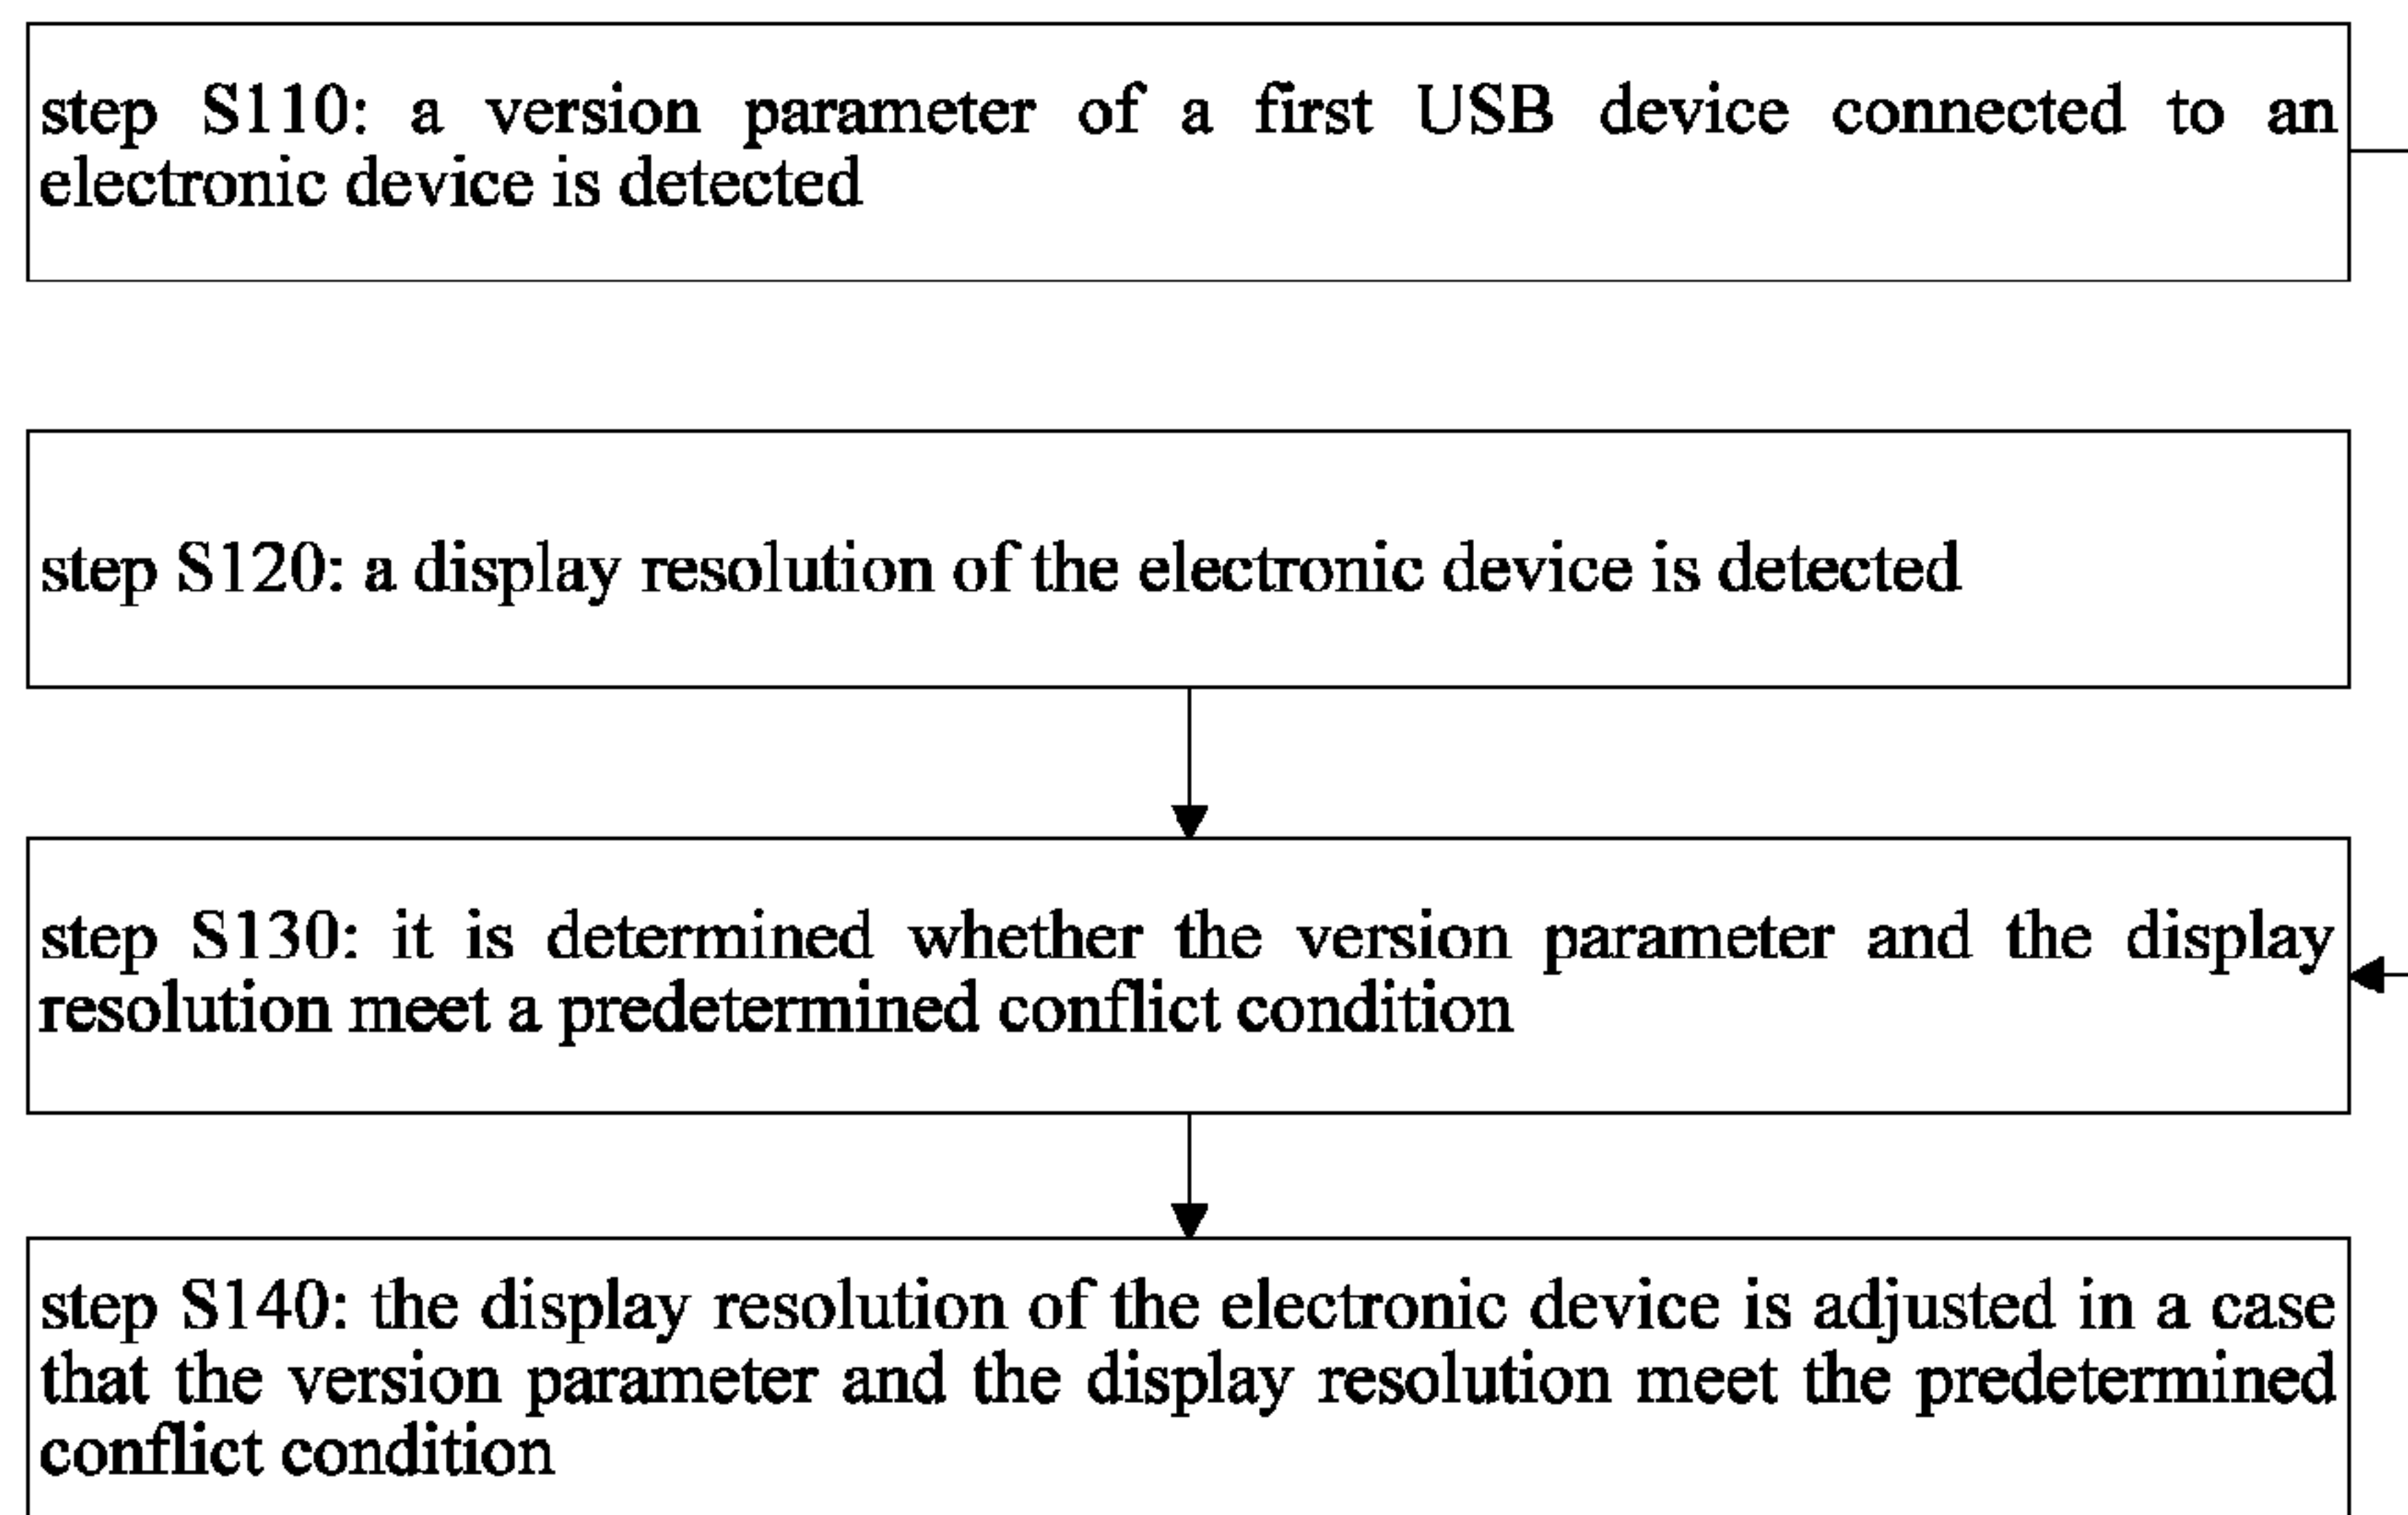 step S110: a version parameter of a first USB device connected to an
electronic device is detected
step S120: a display resolution of the electronic device is detected
step S130: it is determined whether the version parameter and the display
resolution meet a predetermined conflict condition
step S140: the display resolution of the electronic device is adjusted in a case
that the version parameter and the display resolution meet the predetermined
conflict condition